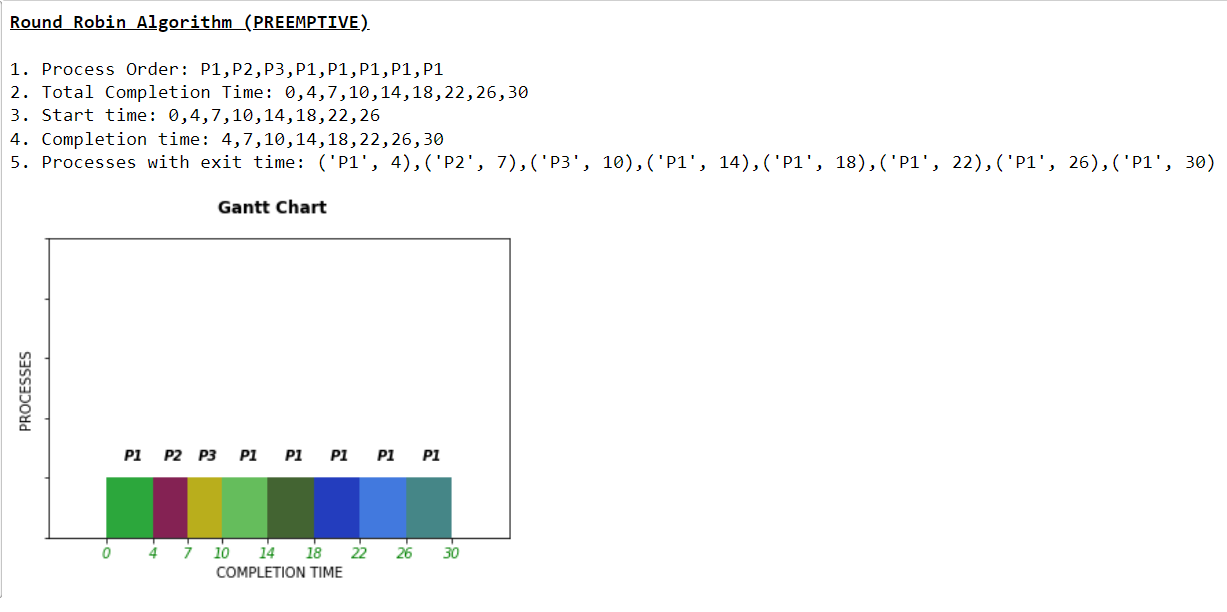 Round Robin Algorithm (PREEMPTIVE)
1. Process Order: P1,P2,P3,P1,P1,P1,P1,P1
2. Total Completion Time: 0,4,7,10,14,18,22,26,30
3. Start time: 0,4,7,10,14,18,22,26
4. Completion time: 4,7,10,14,18,22,26,30
5. Processes with exit time: ('P1', 4),('P2', 7),('P3', 10),('P1', 14),('P1', 18),('P1', 22),('P1', 26),('P1', 30)
Gantt Chart
PROCESSES
P1 P2 P3 P1 P1 P1 P1 P1
0 4 7 10 14 18 22 26 30
COMPLETION TIME